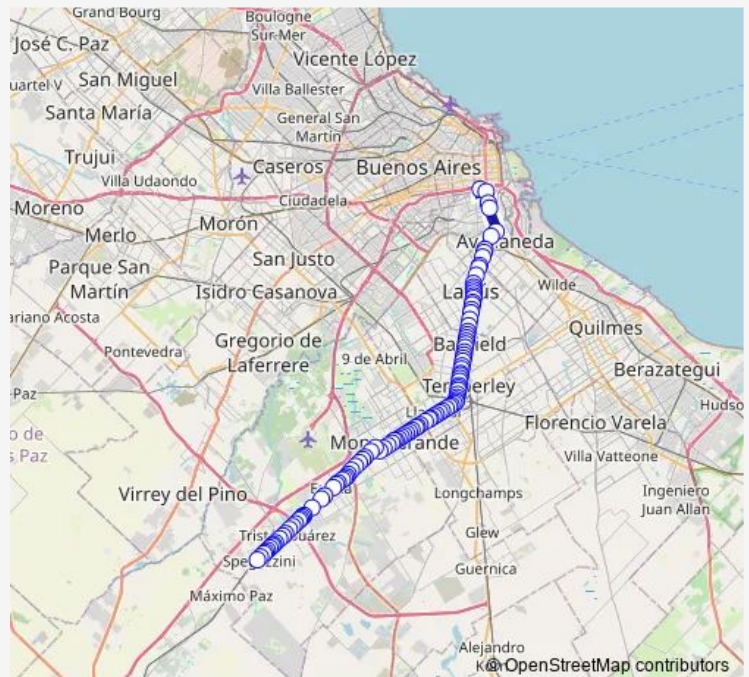 Grand Bourg
Boulogne
Sur Mer
José C. Paz
Vicente López
uartel V
San Miguel
Villa Ballester
Santa María
General San
Martín
Trujui
Caseros
Buenos Aires
Villa Udaondo
Ciudadela
Moreno
Morón
Merlo
Avellaneda
Parque San
Martín
San Justo
Isidro Casanova
Lanús
Wilde
ariano Acosta
Quilmes
Pontevedra
Gregorio de
Laferrere
9 de Abril
Banfield
Berazategui
Paz
Temperley
Hudso
o de
s Paz
Monte Grande
Florencio Varela
Villa Vatteone
Virrey del Pino
Longchamps
Ingeniero
Juan Allan
Tristán Suárez
Glew
Spegazzini
Guernica
Máximo Paz
Alejandro
© OpenStreetMap contributors